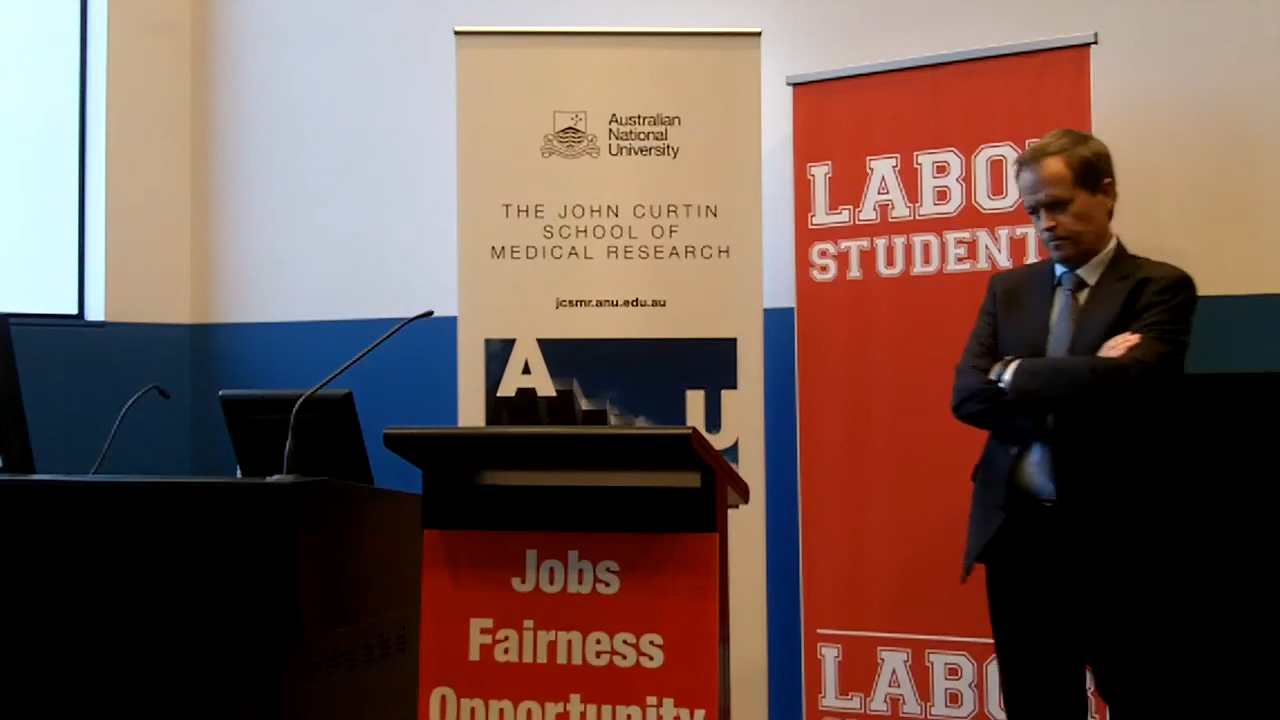 Australian
National
University
THE JOHN CURTIN
SCHOOL OF
MEDICAL RESEARCH
jcsmr.anu.edu.au
A
U
Jobs
Fairness
Opportunity
LABO
STUDENT
LABO